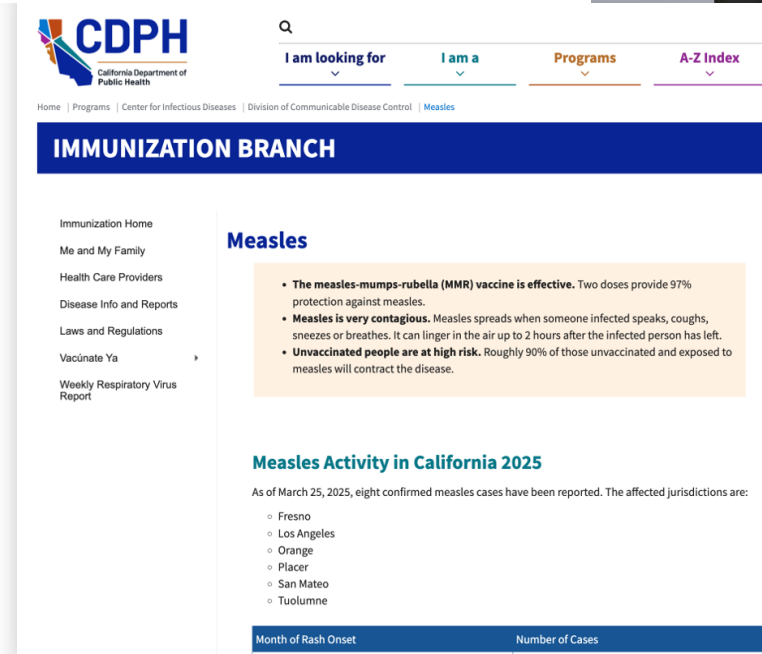 CDPH
California Department of
Public Health
I am looking for
I am a
Programs
A-Z Index
Home | Programs | Center for Infectious Diseases | Division of Communicable Disease Control | Measles
IMMUNIZATION BRANCH
Immunization Home
Me and My Family
Health Care Providers
Disease Info and Reports
Laws and Regulations
Vacúnate Ya
Weekly Respiratory Virus
Report
Measles
• The measles-mumps-rubella (MMR) vaccine is effective. Two doses provide 97%
protection against measles.
• Measles is very contagious. Measles spreads when someone infected speaks, coughs,
sneezes or breathes. It can linger in the air up to 2 hours after the infected person has left.
• Unvaccinated people are at high risk. Roughly 90% of those unvaccinated and exposed to
measles will contract the disease.
Measles Activity in California 2025
As of March 25, 2025, eight confirmed measles cases have been reported. The affected jurisdictions are:
○ Fresno
○ Los Angeles
○ Orange
○ Placer
○ San Mateo
○ Tuolumne
Month of Rash Onset Number of Cases